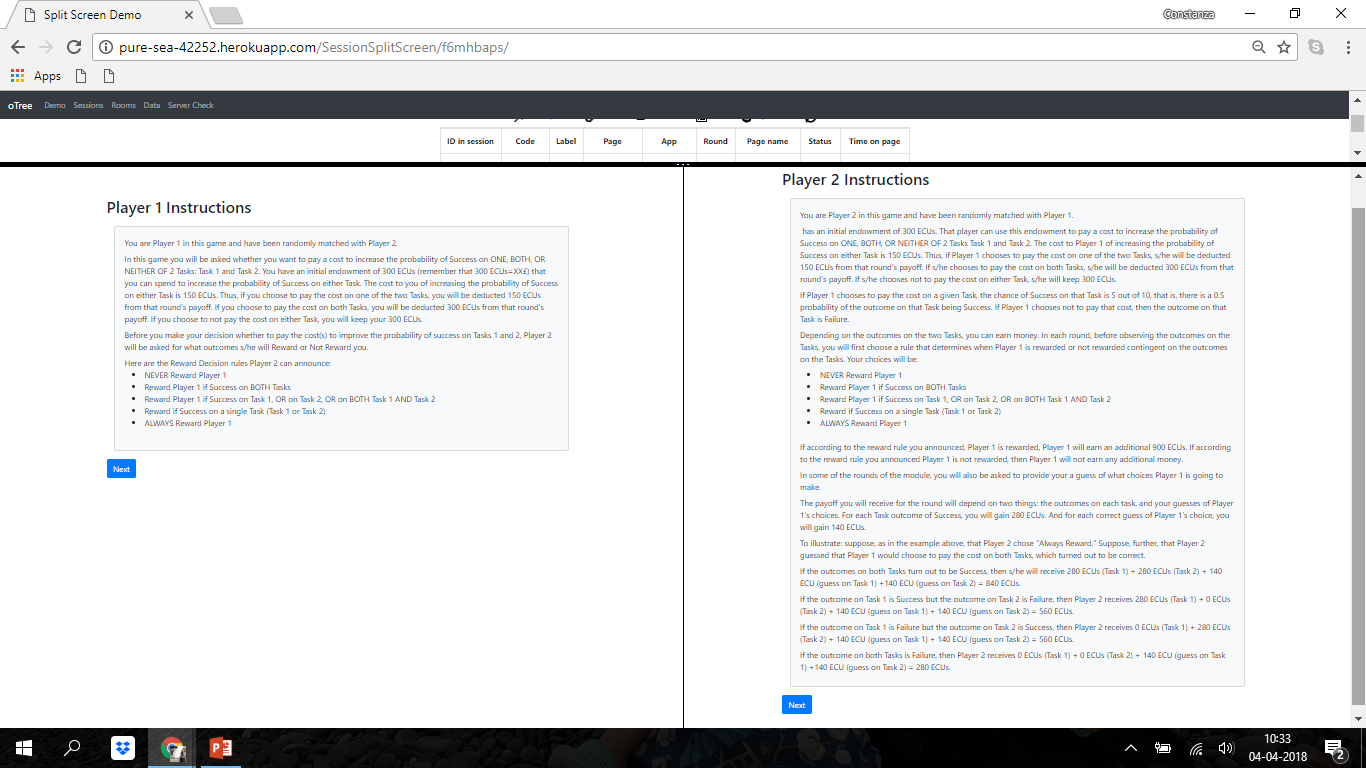 Split Screen Demo
Constanza
pure-sea-42252.herokuapp.com/SessionSplitScreen/f6mhbaps/
Apps
oTree Demo Sessions Rooms Data Server Check
ID in session Code Label Page App Round Page name Status Time on page
Player 1 Instructions
You are Player 1 in this game and have been randomly matched with Player 2.
In this game you will be asked whether you want to pay a cost to increase the probability of Success on ONE, BOTH, OR
NEITHER OF 2 Tasks: Task 1 and Task 2. You have an initial endowment of 300 ECUs (remember that 300 ECUs=XX£) that
you can spend to increase the probability of Success on either Task. The cost to you of increasing the probability of Success
on either Task is 150 ECUs. Thus, if you choose to pay the cost on one of the two Tasks, you will be deducted 150 ECUs
from that round's payoff. If you choose to pay the cost on both Tasks, you will be deducted 300 ECUs from that round's
payoff. If you choose to not pay the cost on either Task, you will keep your 300 ECUs.
Before you make your decision whether to pay the cost(s) to improve the probability of success on Tasks 1 and 2, Player 2
will be asked for what outcomes s/he will Reward or Not Reward you.
Here are the Reward Decision rules Player 2 can announce:
• NEVER Reward Player 1
• Reward Player 1 if Success on BOTH Tasks
• Reward Player 1 if Success on Task 1, OR on Task 2, OR on BOTH Task 1 AND Task 2
• Reward if Success on a single Task (Task 1 or Task 2)
• ALWAYS Reward Player 1
Next
Player 2 Instructions
You are Player 2 in this game and have been randomly matched with Player 1.
has an initial endowment of 300 ECUs. That player can use this endowment to pay a cost to increase the probability of
Success on ONE, BOTH, OR NEITHER OF 2 Tasks Task 1 and Task 2. The cost to Player 1 of increasing the probability of
Success on either Task is 150 ECUs. Thus, if Player 1 chooses to pay the cost on one of the two Tasks, s/he will be deducted
150 ECUs from that round's payoff. If s/he chooses to pay the cost on both Tasks, s/he will be deducted 300 ECUs from that
round's payoff. If s/he chooses not to pay the cost on either Task, s/he will keep 300 ECUs.
If Player 1 chooses to pay the cost on a given Task, the chance of Success on that Task is 5 out of 10, that is, there is a 0.5
probability of the outcome on that Task being Success. If Player 1 chooses not to pay that cost, then the outcome on that
Task is Failure.
Depending on the outcomes on the two Tasks, you can earn money. In each round, before observing the outcomes on the
Tasks, you will first choose a rule that determines when Player 1 is rewarded or not rewarded contingent on the outcomes
on the Tasks. Your choices will be:
• NEVER Reward Player 1
• Reward Player 1 if Success on BOTH Tasks
• Reward Player 1 if Success on Task 1, OR on Task 2, OR on BOTH Task 1 AND Task 2
• Reward if Success on a single Task (Task 1 or Task 2)
• ALWAYS Reward Player 1
If according to the reward rule you announced, Player 1 is rewarded, Player 1 will earn an additional 900 ECUs. If according
to the reward rule you announced Player 1 is not rewarded, then Player 1 will not earn any additional money.
In some of the rounds of the module, you will also be asked to provide your a guess of what choices Player 1 is going to
make.
The payoff you will receive for the round will depend on two things: the outcomes on each task, and your guesses of Player
1's choices. For each Task outcome of Success, you will gain 280 ECUs. And for each correct guess of Player 1's choice, you
will gain 140 ECUs.
To illustrate: suppose, as in the example above, that Player 2 chose "Always Reward." Suppose, further, that Player 2
guessed that Player 1 would choose to pay the cost on both Tasks, which turned out to be correct.
If the outcomes on both Tasks turn out to be Success, then s/he will receive 280 ECUs (Task 1) + 280 ECUs (Task 2) + 140
ECU (guess on Task 1) +140 ECU (guess on Task 2) = 840 ECUs.
If the outcome on Task 1 is Success but the outcome on Task 2 is Failure, then Player 2 receives 280 ECUs (Task 1) + 0 ECUs
(Task 2) + 140 ECU (guess on Task 1) + 140 ECU (guess on Task 2) = 560 ECUs.
If the outcome on Task 1 is Failure but the outcome on Task 2 is Success, then Player 2 receives 0 ECUs (Task 1) + 280 ECUs
(Task 2) + 140 ECU (guess on Task 1) + 140 ECU (guess on Task 2) = 560 ECUs.
If the outcome on both Tasks is Failure, then Player 2 receives 0 ECUs (Task 1) + 0 ECUs (Task 2) + 140 ECU (guess on Task
1) +140 ECU (guess on Task 2) = 280 ECUs.
Next
10:33
04-04-2018
2